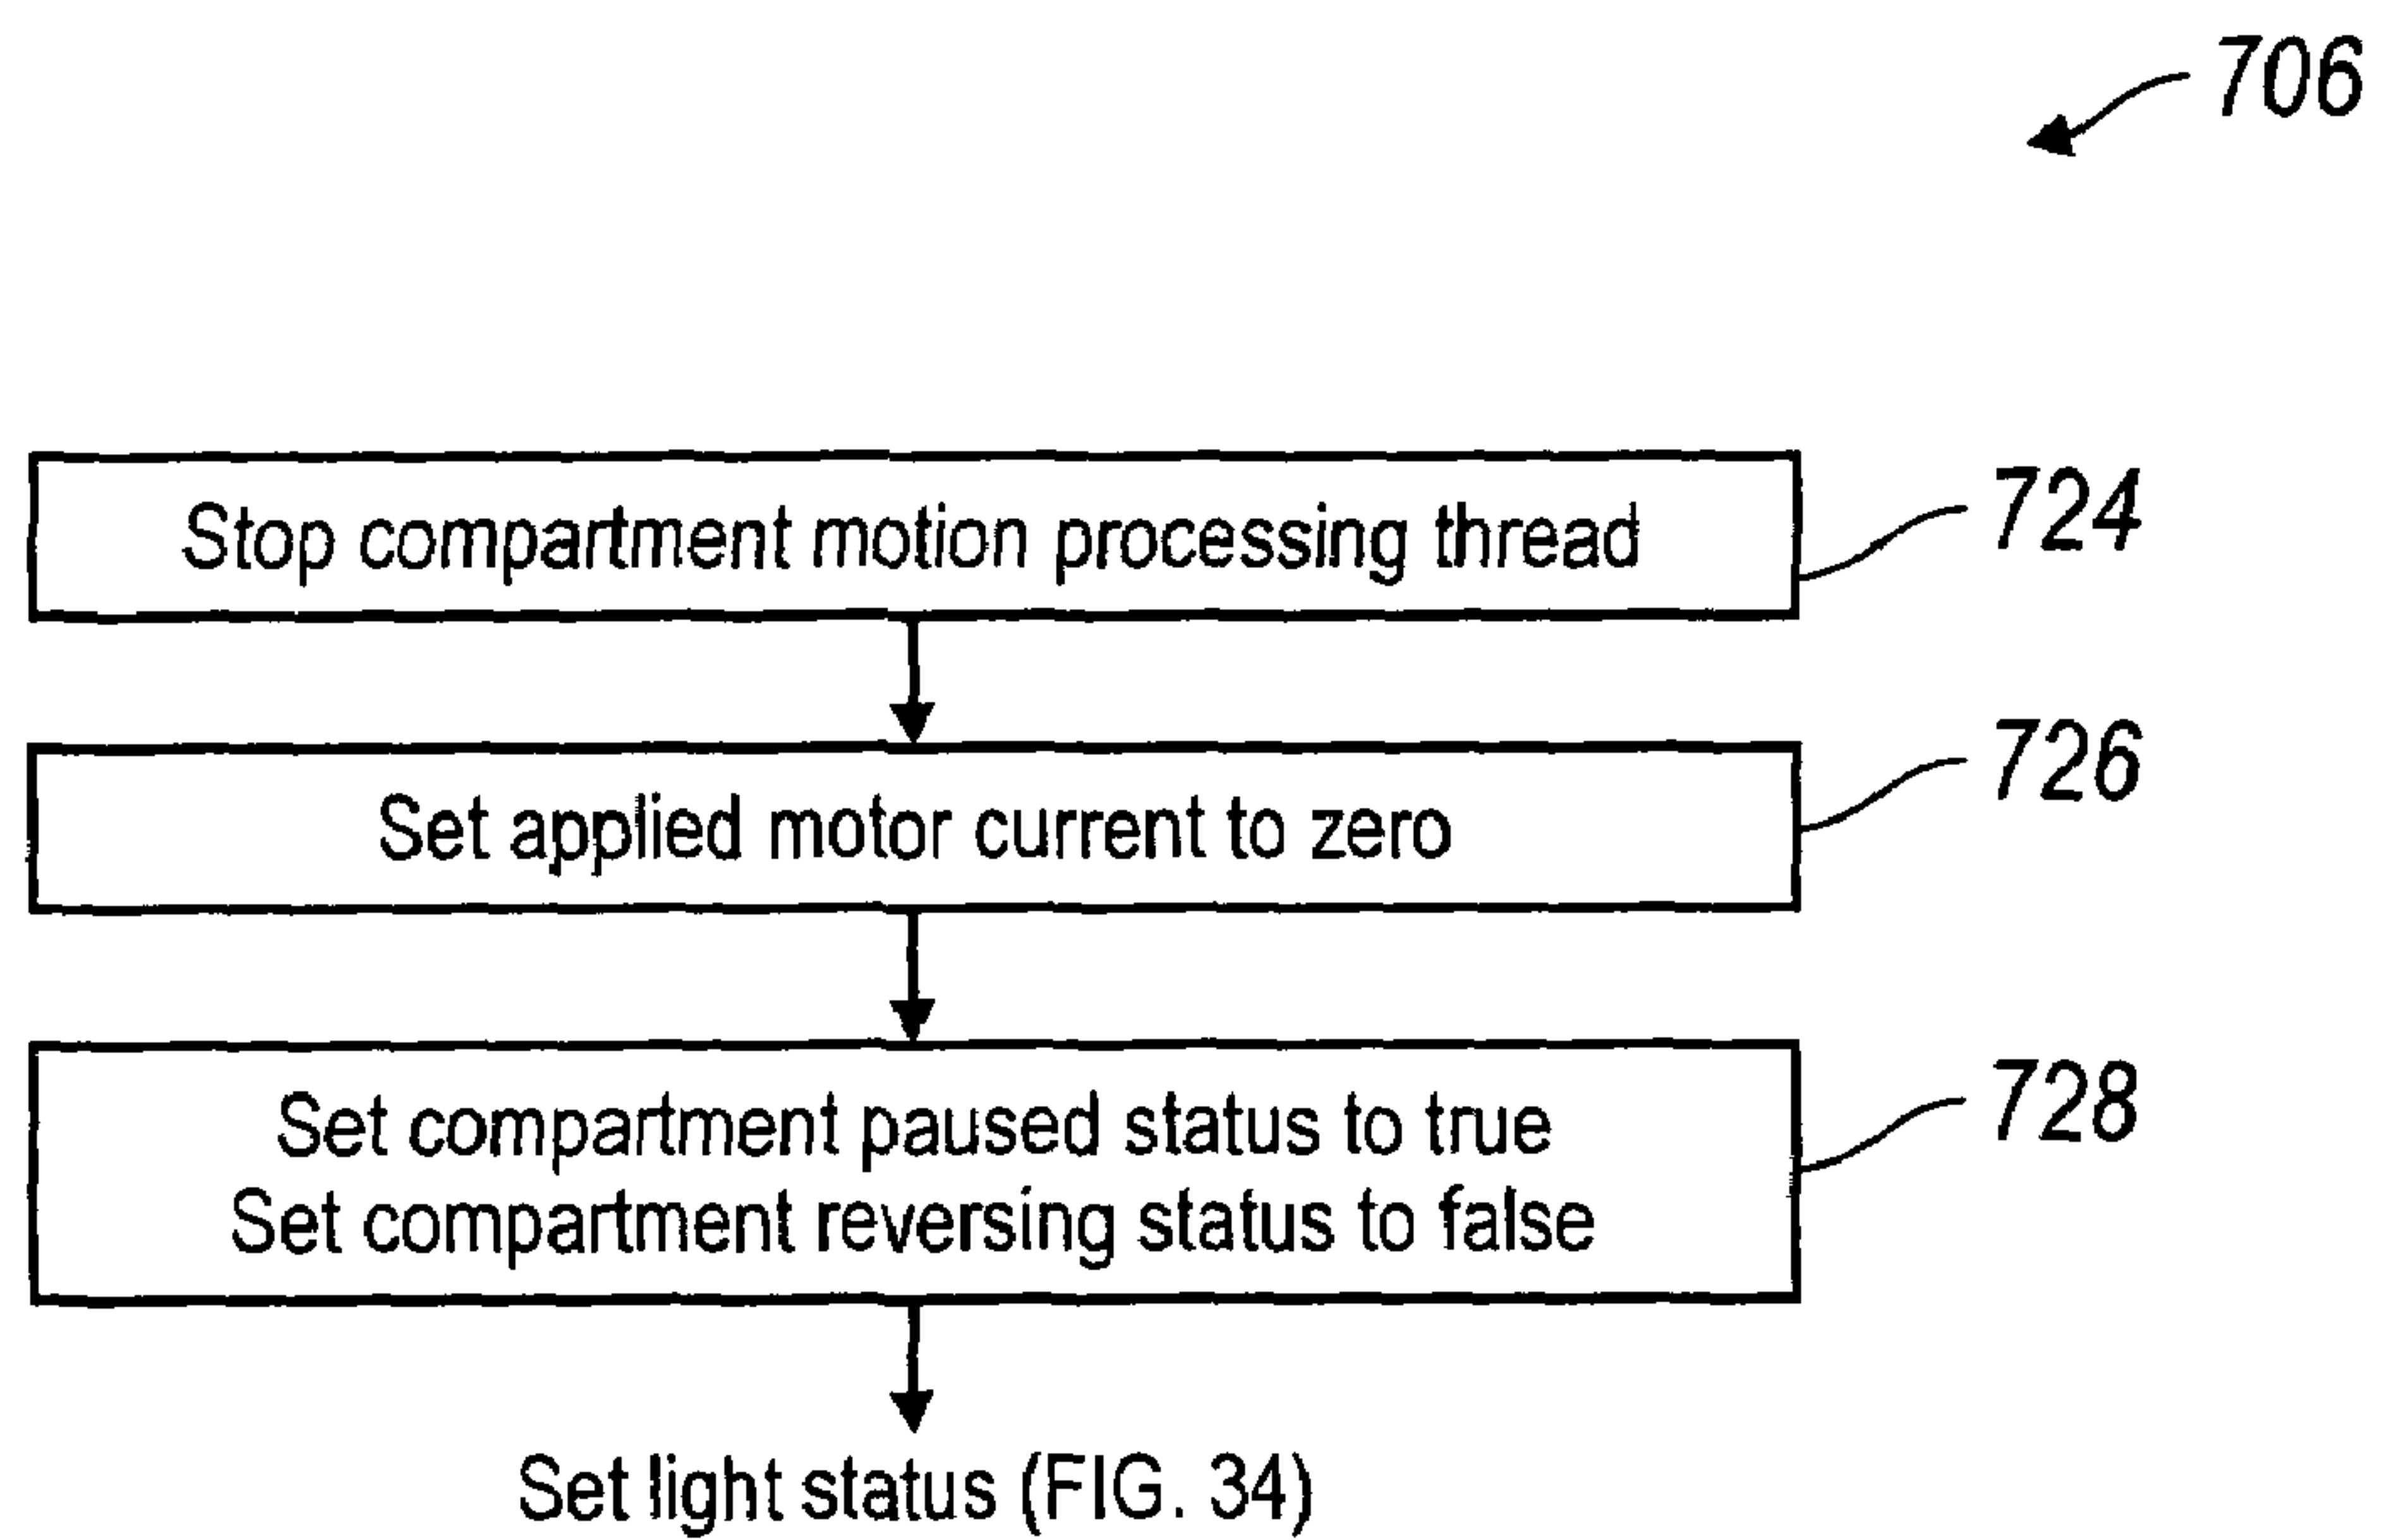 706
Stop compartment motion processing thread
724
Set applied motor current to zero
726
Set compartment paused status to true
Set compartment reversing status to false
728
Set light status (FIG. 34)